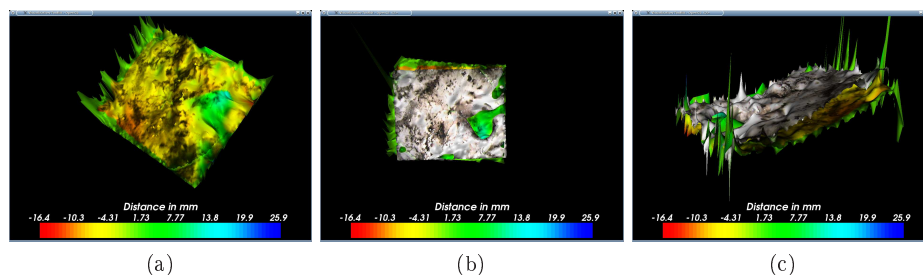 Distance in mm
-16.4 -10.3 -4.31 1.73 7.77 13.8 19.9 25.9
Distance in mm
-16.4 -10.3 -4.31 1.73 7.77 13.8 19.9 25.9
Distance in mm
-16.4 -10.3 -4.31 1.73 7.77 13.8 19.9 25.9
(a) (b) (c)